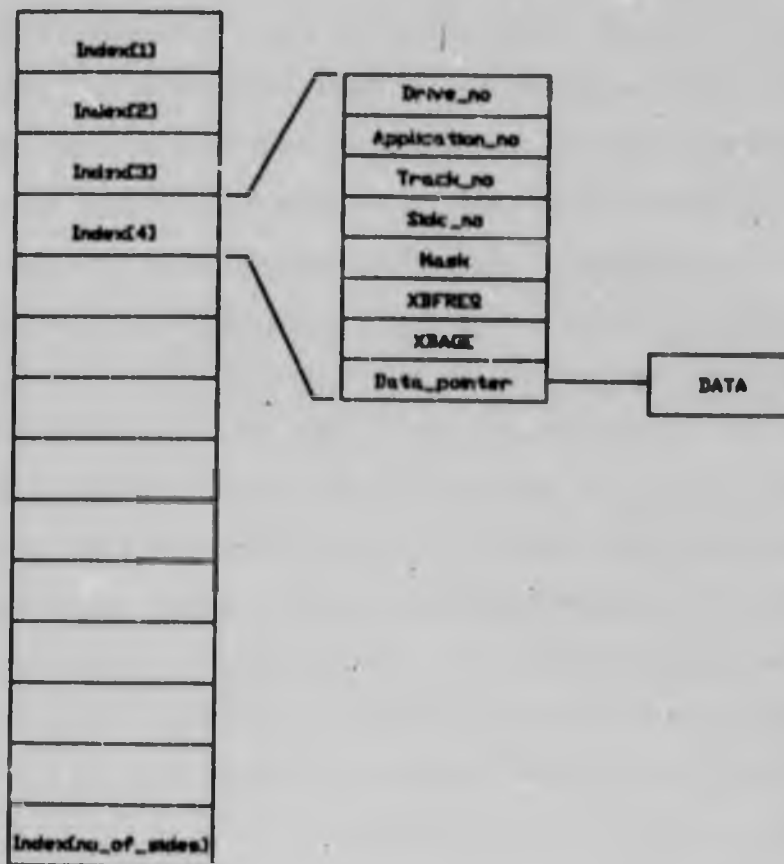 Index[1]
Index[2]
Index[3]
Index[4]
Index[no_of_sides]
Drive_no
Application_no
Track_no
Side_no
Mask
XBFREQ
XBAGE
Data_pointer
DATA